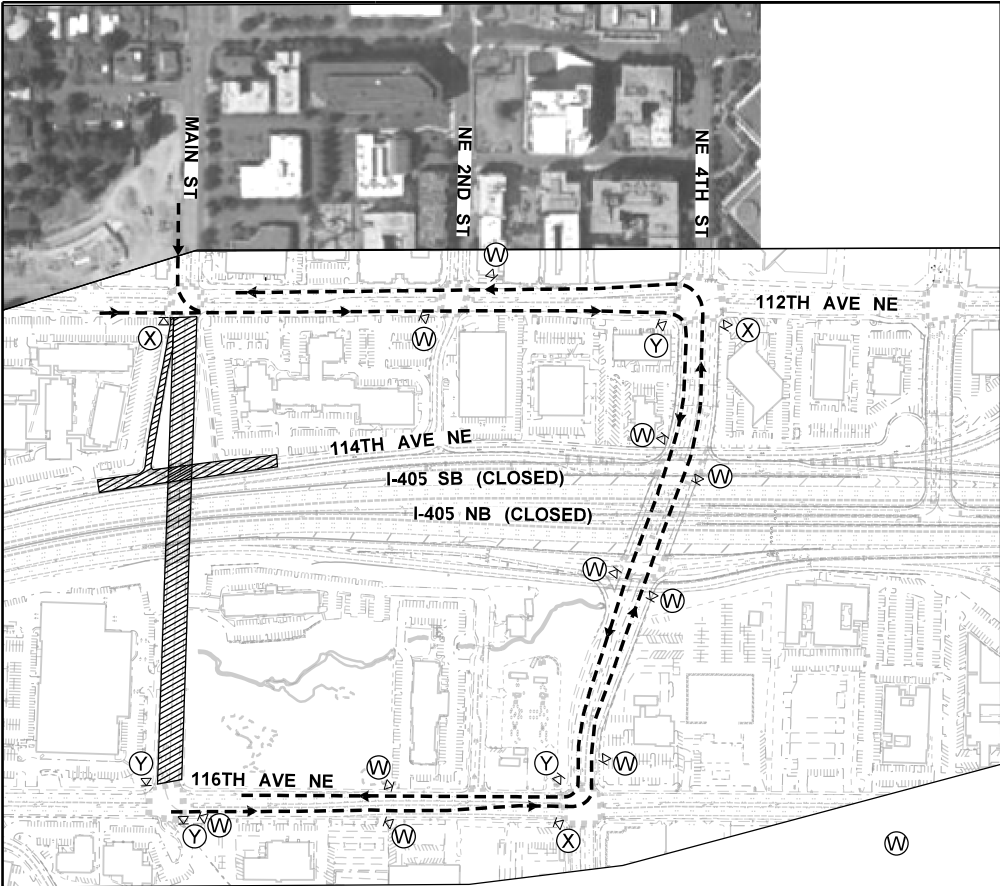 MAIN ST
NE 2ND ST
NE 4TH ST
W
112TH AVE NE
X
W
Y
X
114TH AVE NE
W
I-405 SB (CLOSED)
W
I-405 NB (CLOSED)
W
W
Y
116TH AVE NE
W
Y
W
Y
W
W
X
W